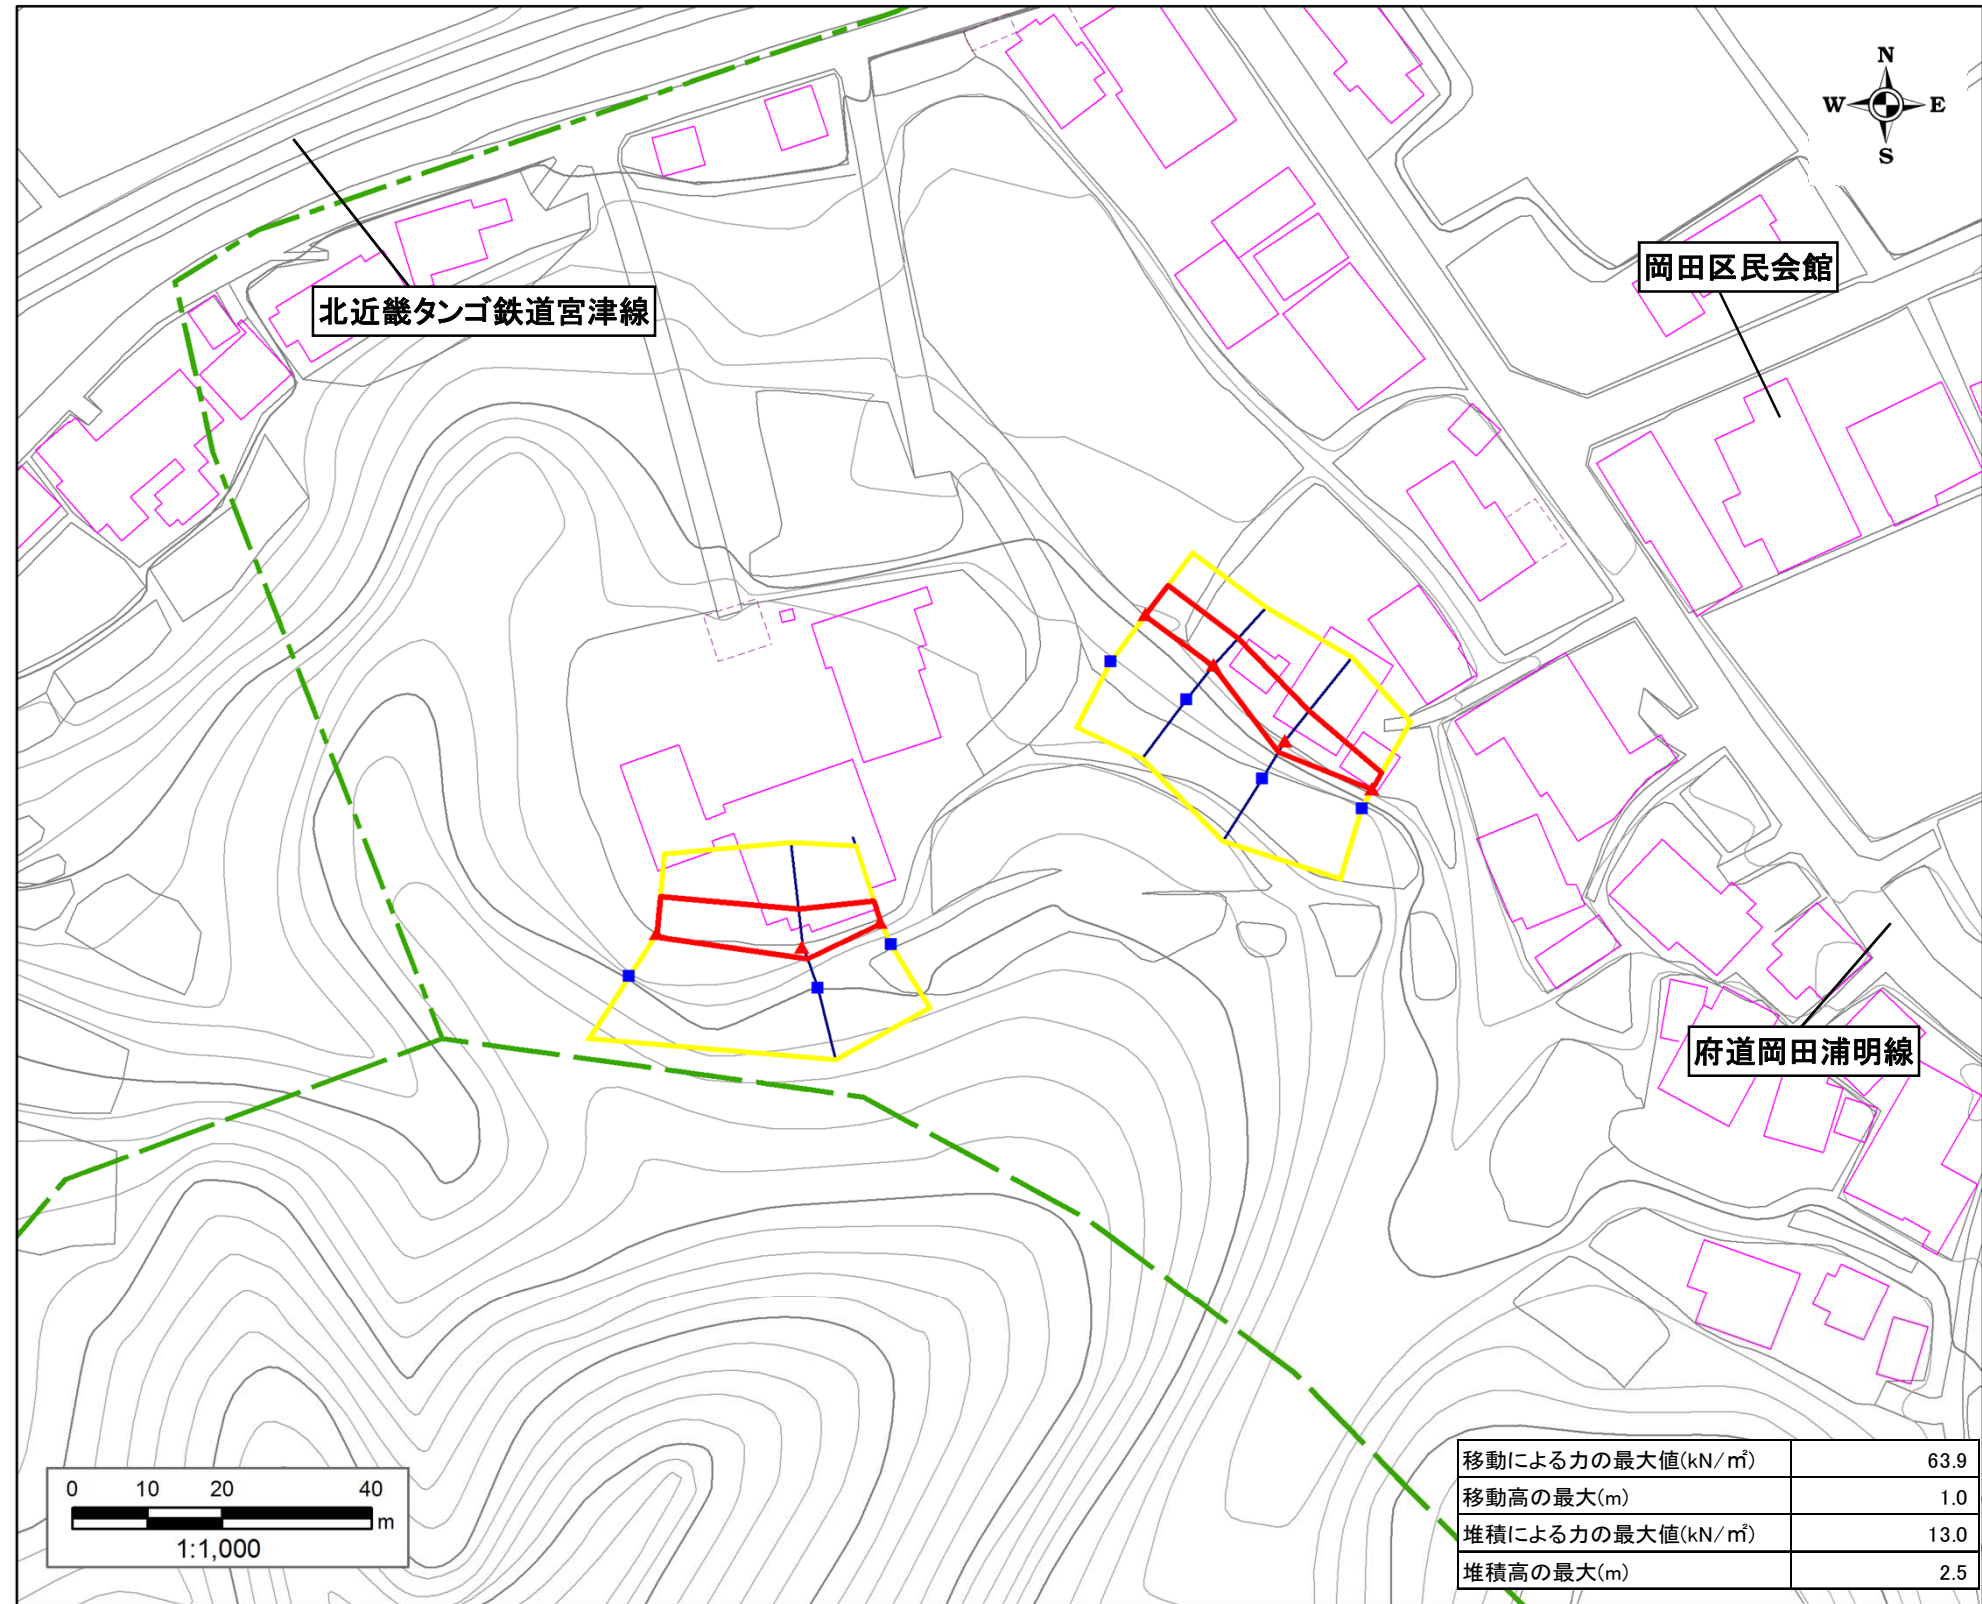 N
W E
S
岡田区民会館
北近畿タンゴ鉄道宮津線
府道岡田浦明線
移動による力の最大値(kN/㎡) 63.9
移動高の最大(m) 1.0
堆積による力の最大値(kN/㎡) 13.0
堆積高の最大(m) 2.5
0 10 20 40
m
1:1,000